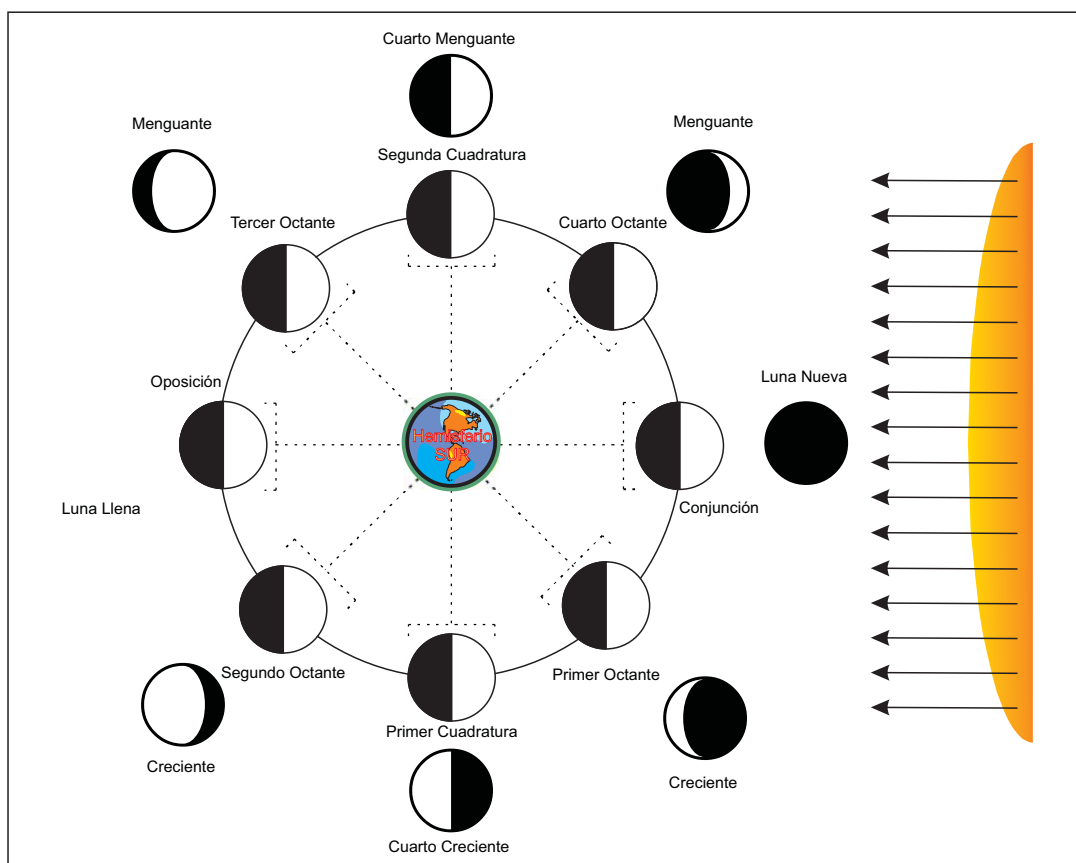 Cuarto Menguante
Menguante
Menguante
Segunda Cuadratura
Tercer Octante
Cuarto Octante
Oposición
Luna Nueva
Hemisferio
SUR
Luna Llena
Conjunción
Segundo Octante
Primer Octante
Primer Cuadratura
Creciente
Creciente
Cuarto Creciente